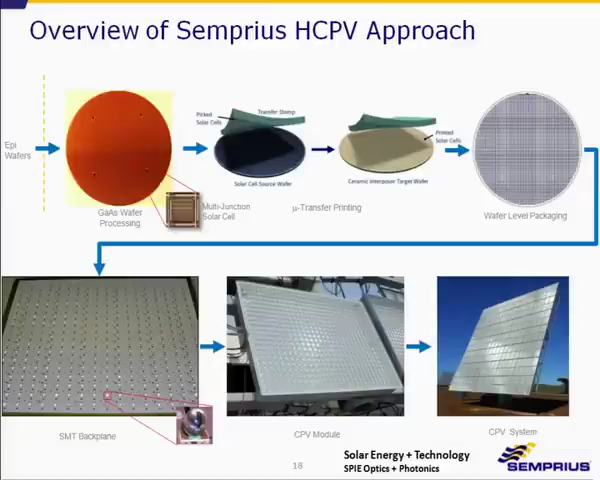 Overview of Semprius HCPV Approach
Epi
Wafers
GaAs Wafer
Processing
Multi-Junction
Solar Cell
Picked
Solar Cells
Transfer Stamp
Solar Cell Source Wafer
μ-Transfer Printing
Printed
Solar Cells
Ceramic Interposer Target Wafer
Wafer Level Packaging
SMT Backplane
CPV Module
CPV System
18
Solar Energy + Technology
SPIE Optics + Photonics
SEMPRIUS